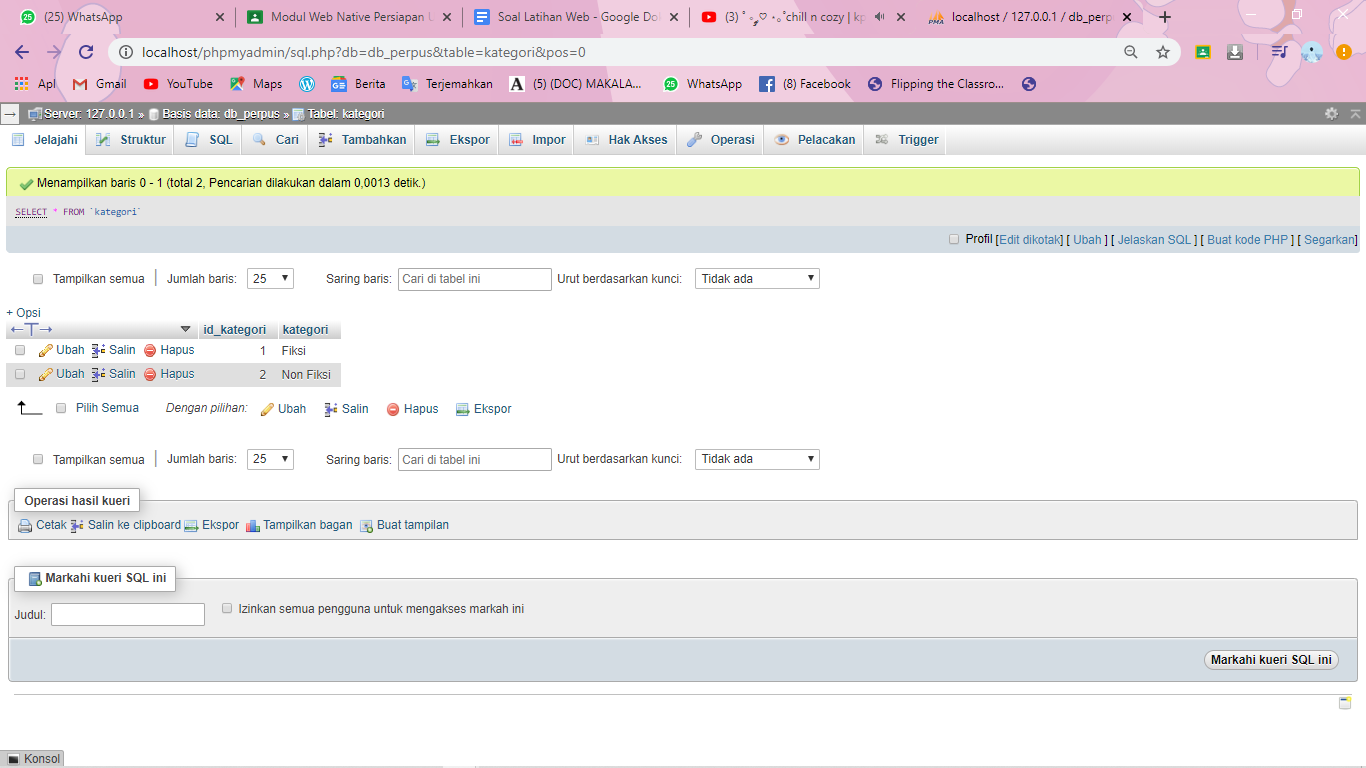 (25) WhatsApp
Modul Web Native Persiapan U
Soal Latihan Web - Google Do
chill n cozy | kp
localhost / 127.0.0.1 / db_perp
localhost/phpmyadmin/sql.php?db=db_perpus&table=kategori&pos=0
Apl Gmail YouTube Maps Berita Terjemahkan (5) (DOC) MAKALA... WhatsApp (8) Facebook Flipping the Classro...
Server: 127.0.0.1 » Basis data: db_perpus » Tabel: kategori
Jelajahi Struktur SQL Cari Tambahkan Ekspor Impor Hak Akses Operasi Pelacakan Trigger
Menampilkan baris 0 - 1 (total 2, Pencarian dilakukan dalam 0,0013 detik.)
SELECT * FROM `kategori`
Profil [Edit dikotak] [ Ubah ] [ Jelaskan SQL ] [ Buat kode PHP ] [ Segarkan]
Tampilkan semua | Jumlah baris: 25 Saring baris: Cari di tabel ini Urut berdasarkan kunci: Tidak ada
+ Opsi
←T→ id_kategori kategori
Ubah Salin Hapus 1 Fiksi
Ubah Salin Hapus 2 Non Fiksi
Pilih Semua Dengan pilihan: Ubah Salin Hapus Ekspor
Tampilkan semua | Jumlah baris: 25 Saring baris: Cari di tabel ini Urut berdasarkan kunci: Tidak ada
Operasi hasil kueri
Cetak Salin ke clipboard Ekspor Tampilkan bagan Buat tampilan
Markahi kueri SQL ini
Judul: Izinkan semua pengguna untuk mengakses markah ini
Markahi kueri SQL ini
Konsol